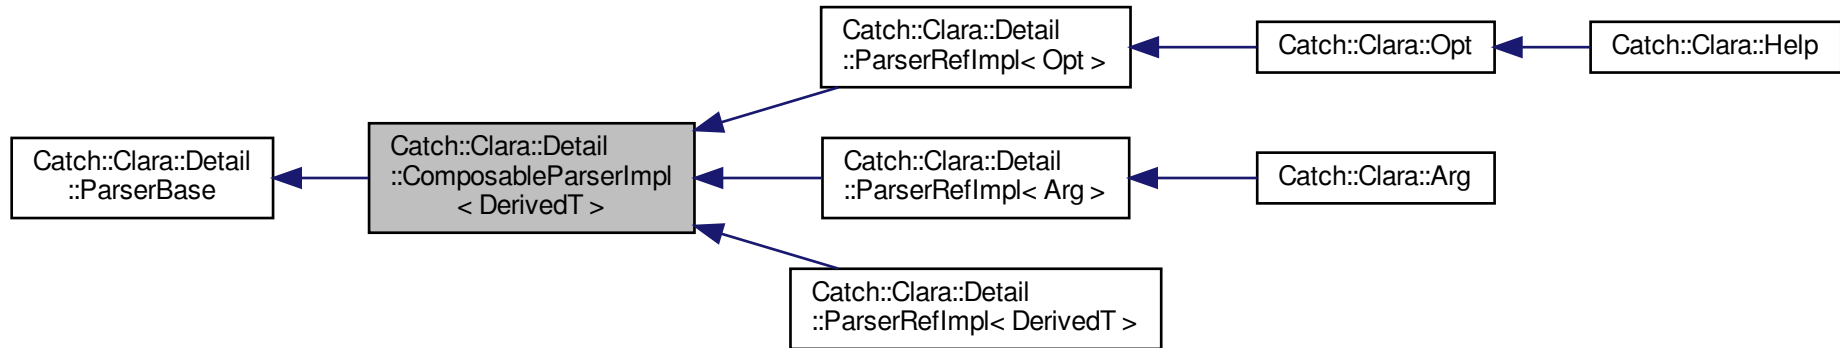 Catch::Clara::Detail
::ParserBase
Catch::Clara::Detail
::ComposableParserImpl
< DerivedT >
Catch::Clara::Detail
::ParserRefImpl< Opt >
Catch::Clara::Opt
Catch::Clara::Help
Catch::Clara::Detail
::ParserRefImpl< Arg >
Catch::Clara::Arg
Catch::Clara::Detail
::ParserRefImpl< DerivedT >